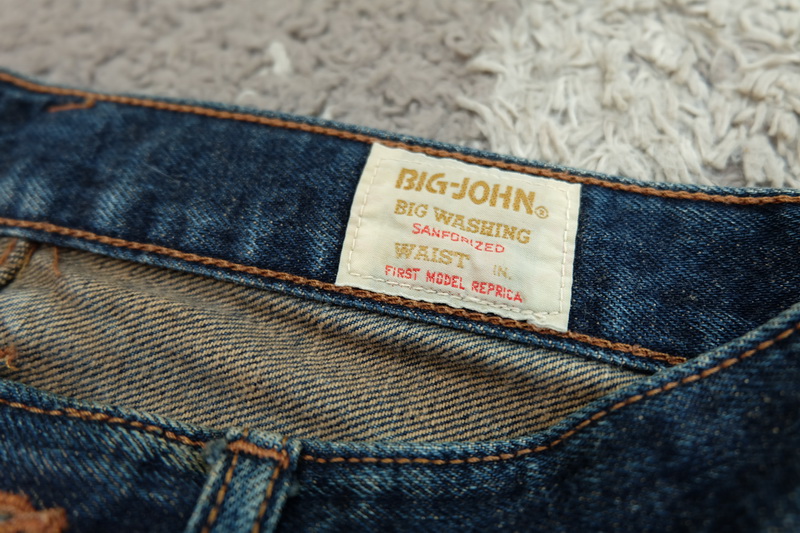 BIG-JOHN®
BIG WASHING
SANFORIZED
WAIST IN.
FIRST MODEL REPRICA